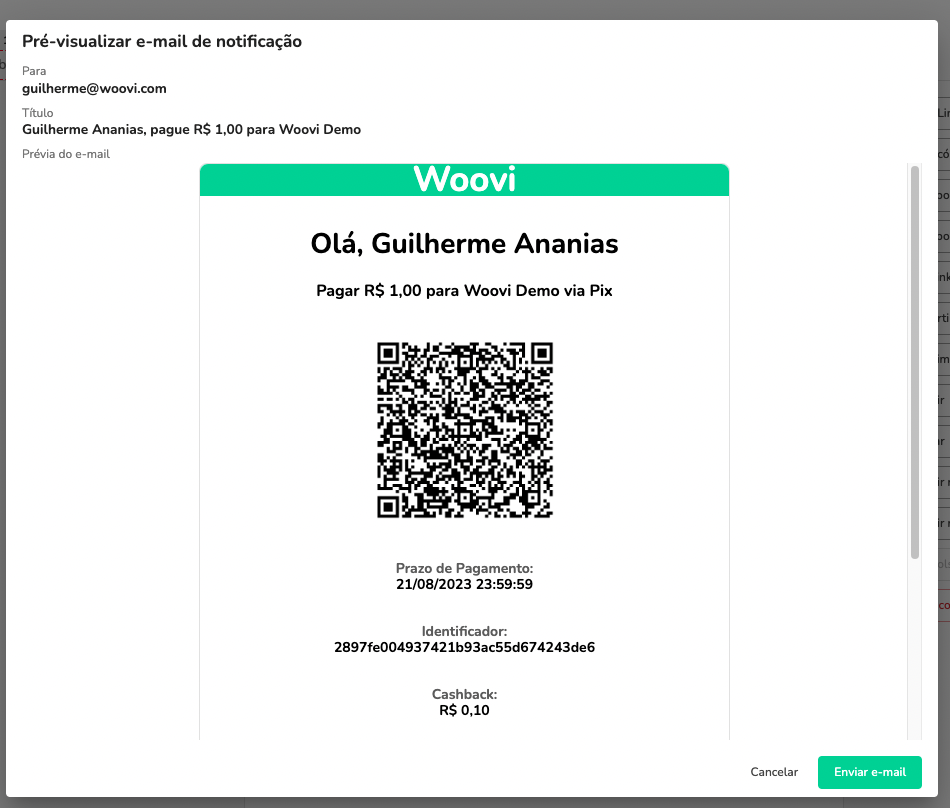 Pré-visualizar e-mail de notificação
Para
guilherme@woovi.com
Título
Guilherme Ananias, pague R$ 1,00 para Woovi Demo
Prévia do e-mail
Woovi
Olá, Guilherme Ananias
Pagar R$ 1,00 para Woovi Demo via Pix
Prazo de Pagamento:
21/08/2023 23:59:59
Identificador:
2897fe004937421b93ac55d674243de6
Cashback:
R$ 0,10
Cancelar
Enviar e-mail